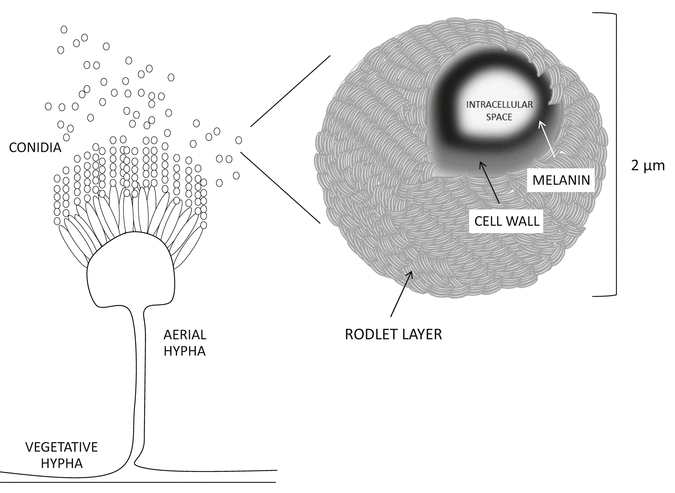 CONIDIA
INTRACELLULAR
SPACE
MELANIN
CELL WALL
2 µm
RODLET LAYER
AERIAL
HYPHA
VEGETATIVE
HYPHA